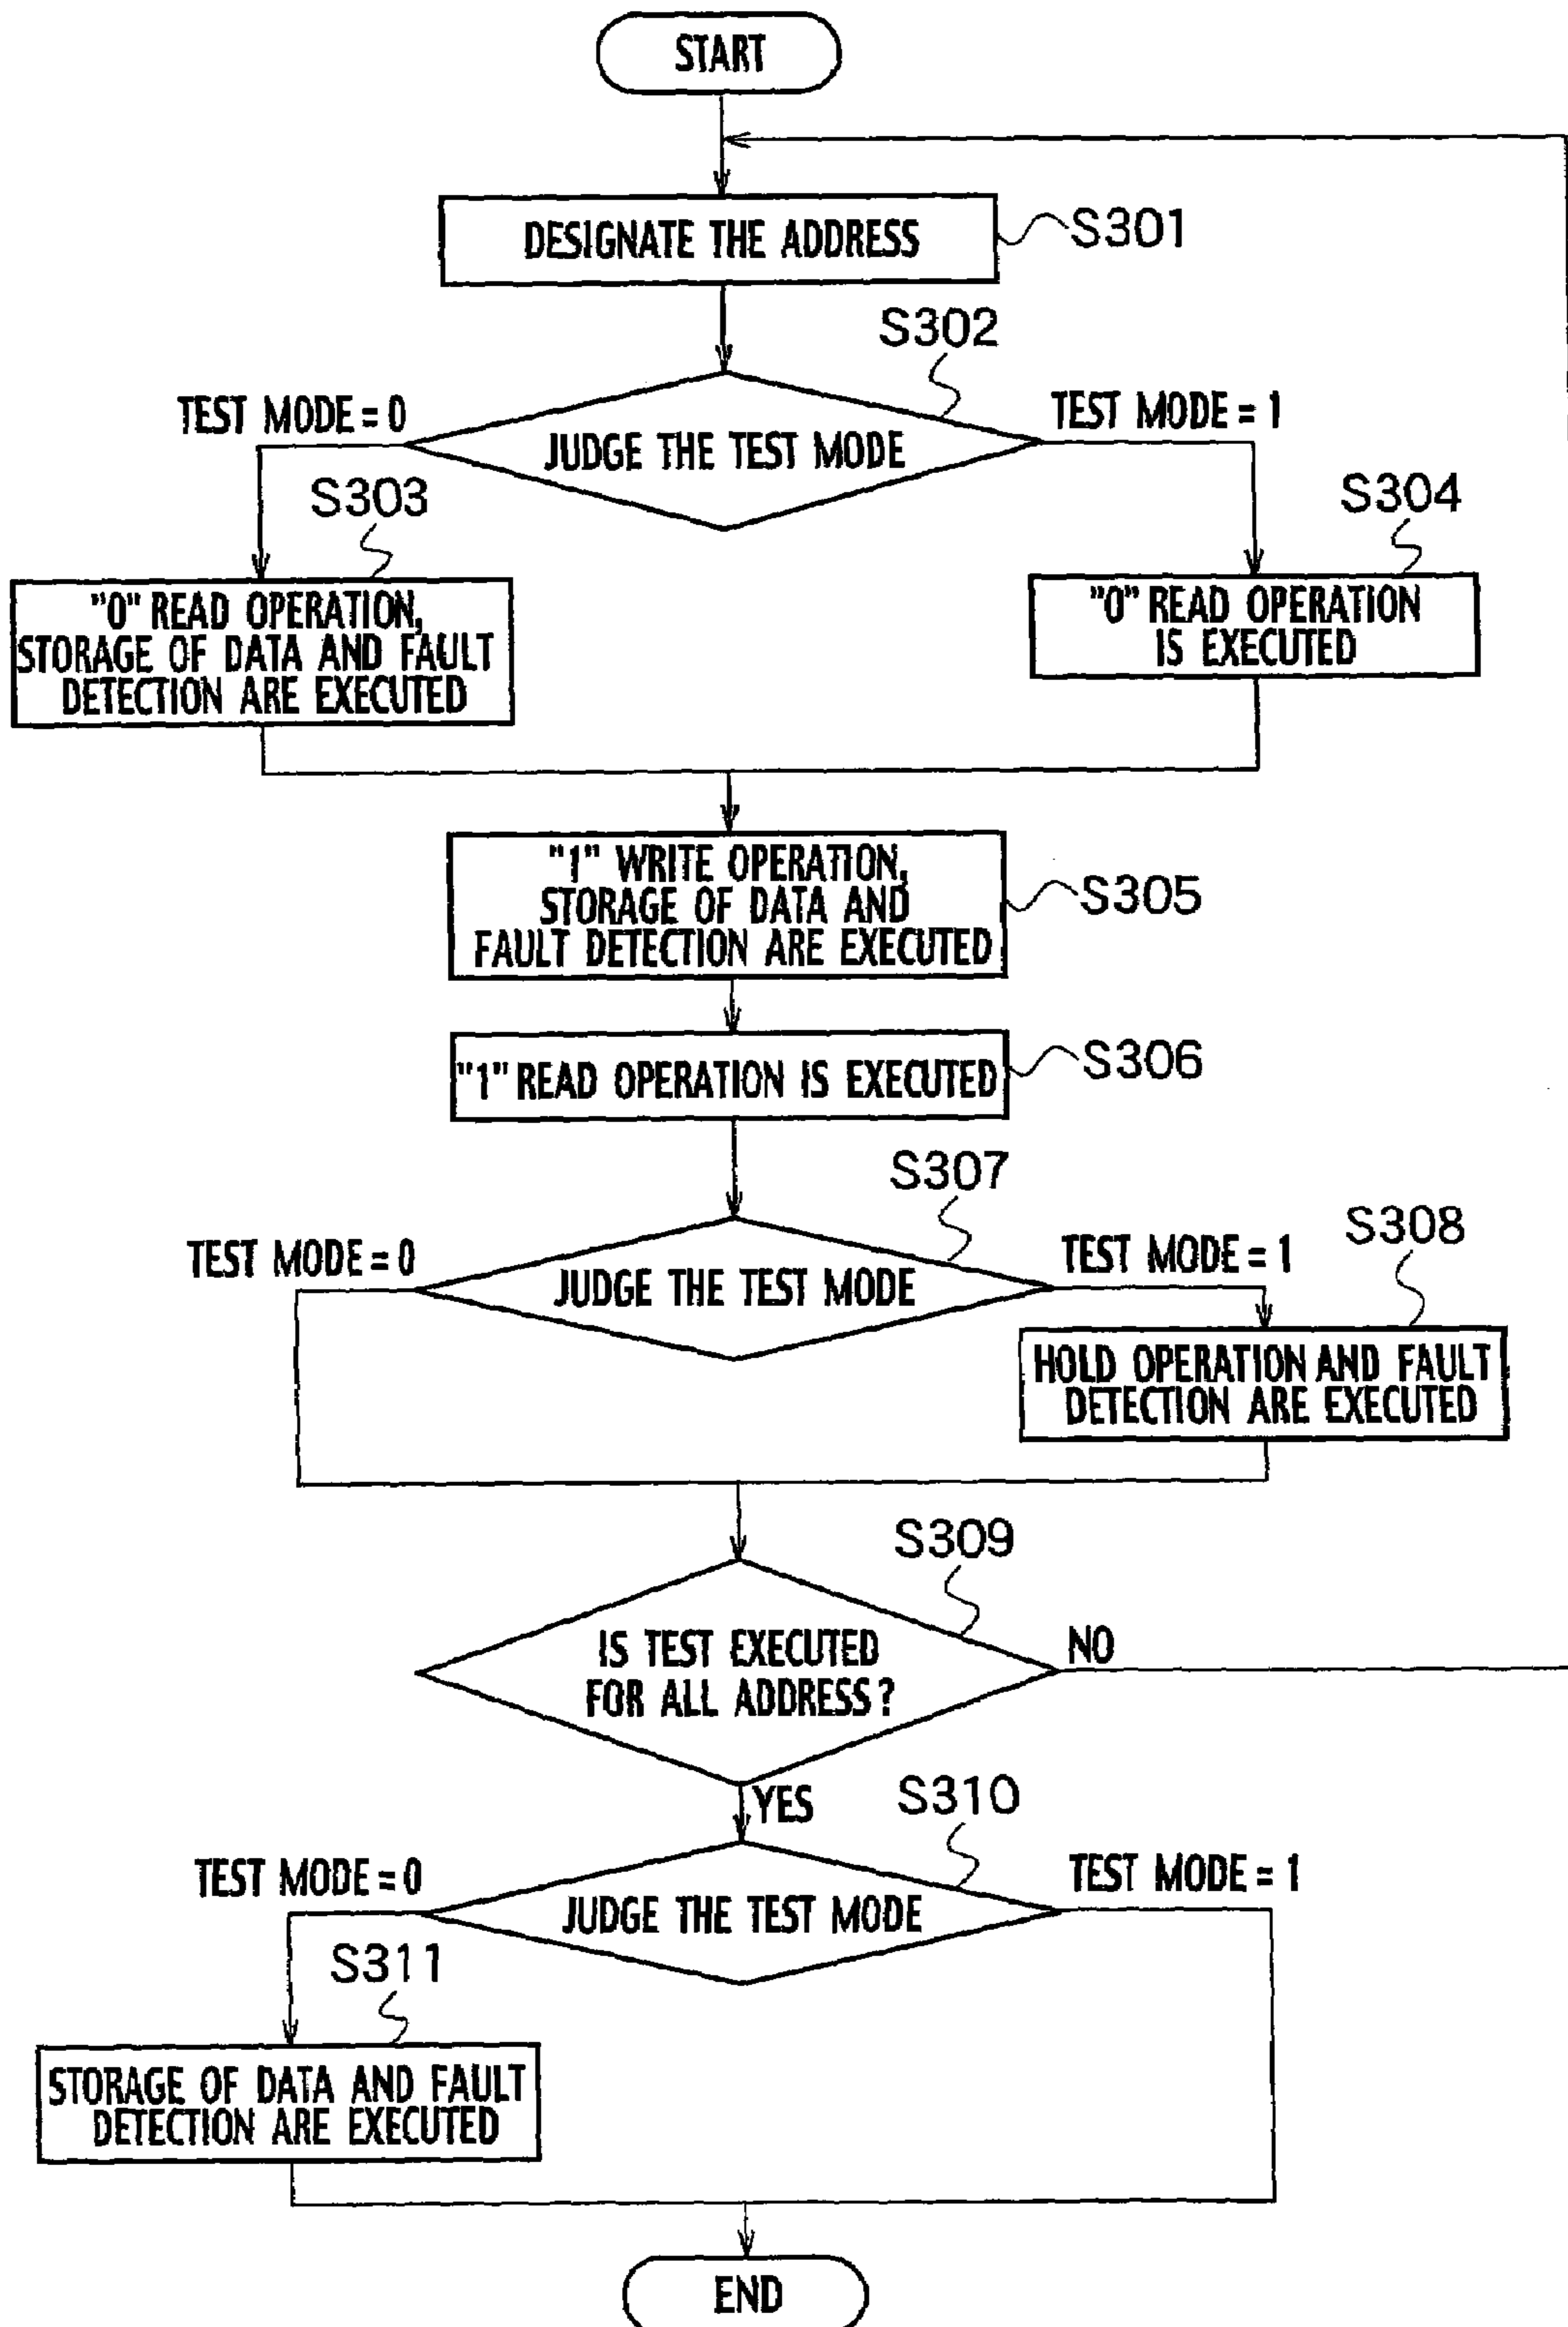 START
DESIGNATE THE ADDRESS
S301
S302
TEST MODE = 0
TEST MODE = 1
JUDGE THE TEST MODE
S303
S304
"0" READ OPERATION,
STORAGE OF DATA AND FAULT
DETECTION ARE EXECUTED
"0" READ OPERATION
IS EXECUTED
"1" WRITE OPERATION,
STORAGE OF DATA AND
FAULT DETECTION ARE EXECUTED
S305
"1" READ OPERATION IS EXECUTED
S306
S307
TEST MODE = 0
TEST MODE = 1
JUDGE THE TEST MODE
S308
HOLD OPERATION AND FAULT
DETECTION ARE EXECUTED
S309
IS TEST EXECUTED
FOR ALL ADDRESS?
NO
YES
S310
TEST MODE = 0
TEST MODE = 1
JUDGE THE TEST MODE
S311
STORAGE OF DATA AND FAULT
DETECTION ARE EXECUTED
END